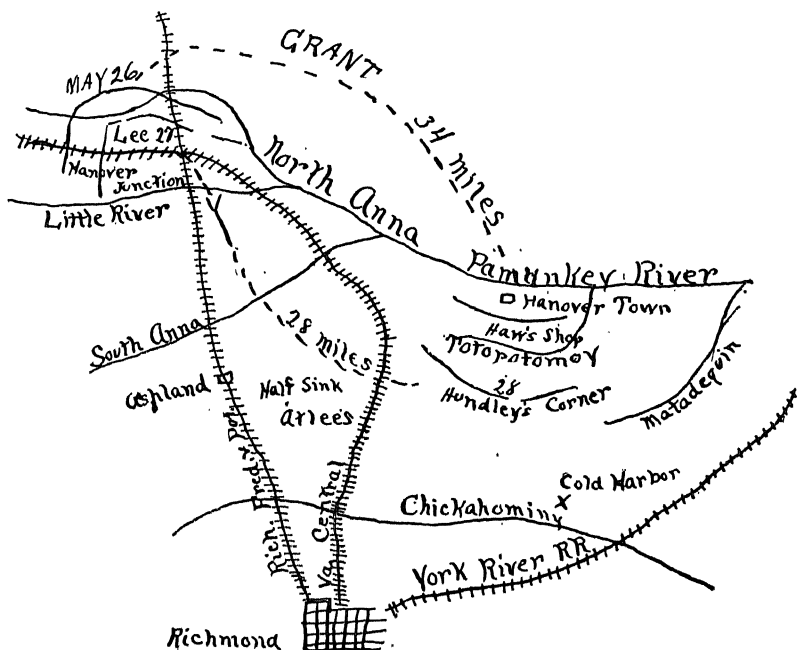 GRANT
34 miles
MAY 26
Lee 27
Hanover
Junction
Little River
North Anna
Pamunkey River
Hanover Town
Haw's Shop
Totopotomoy
28
Hundley's Corner
Matadequin
South Anna
28 miles
Ashland
Half Sink
Atlee's
Rich. Fred. & Pot.
Va. Central
Chickahominy
Cold Harbor
York River RR
Richmond